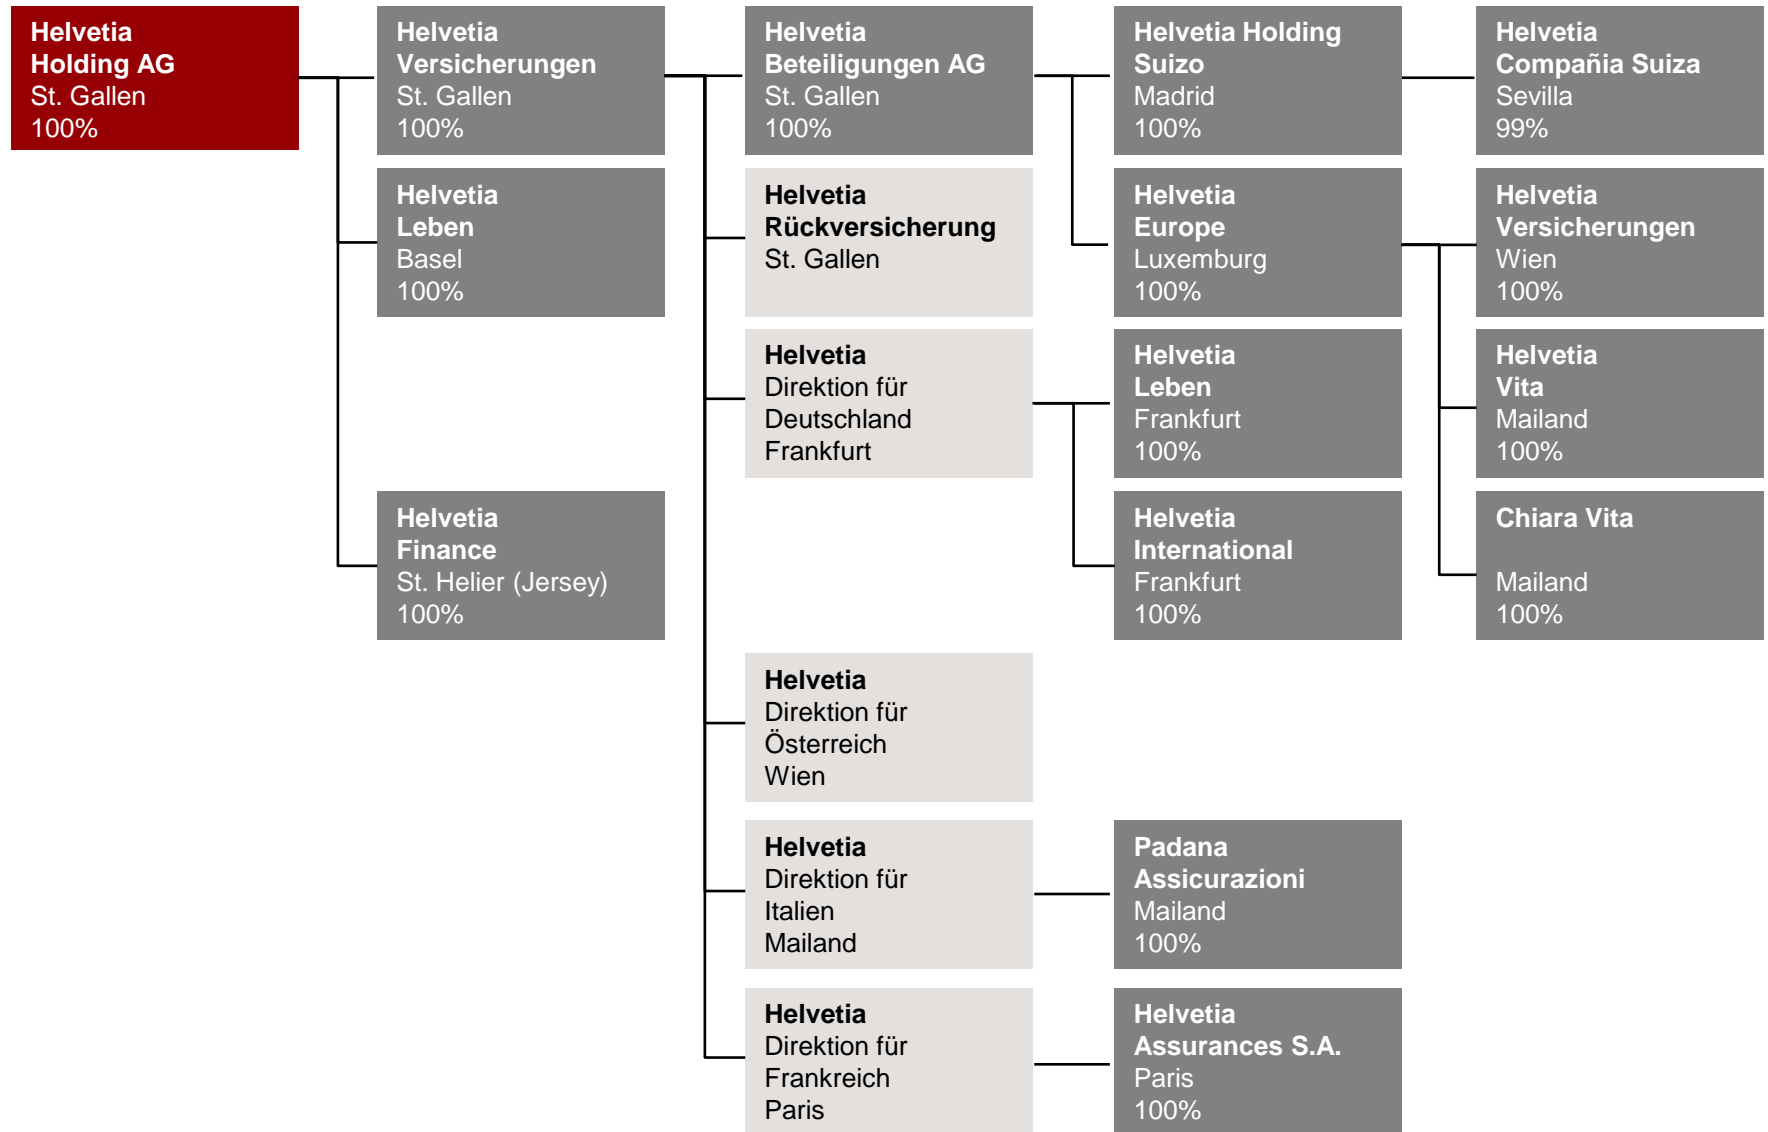 Helvetia
Holding AG
St. Gallen
100%
Helvetia
Versicherungen
St. Gallen
100%
Helvetia
Beteiligungen AG
St. Gallen
100%
Helvetia Holding
Suizo
Madrid
100%
Helvetia
Compañia Suiza
Sevilla
99%
Helvetia
Leben
Basel
100%
Helvetia
Rückversicherung
St. Gallen
Helvetia
Europe
Luxemburg
100%
Helvetia
Versicherungen
Wien
100%
Helvetia
Direktion für
Deutschland
Frankfurt
Helvetia
Leben
Frankfurt
100%
Helvetia
Vita
Mailand
100%
Helvetia
Finance
St. Helier (Jersey)
100%
Helvetia
International
Frankfurt
100%
Chiara Vita
Mailand
100%
Helvetia
Direktion für
Österreich
Wien
Helvetia
Direktion für
Italien
Mailand
Padana
Assicurazioni
Mailand
100%
Helvetia
Direktion für
Frankreich
Paris
Helvetia
Assurances S.A.
Paris
100%